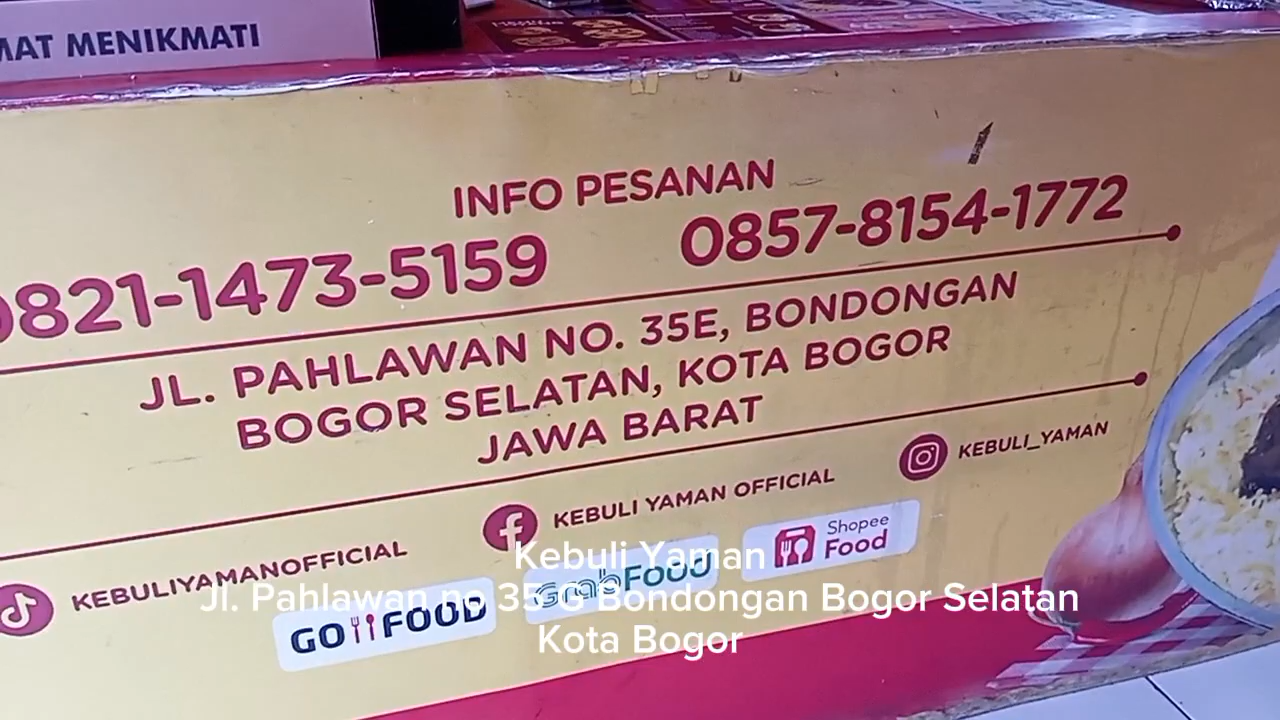 MAT MENIKMATI
INFO PESANAN
0821-1473-5159
0857-8154-1772
JL. PAHLAWAN NO. 35E, BONDONGAN
BOGOR SELATAN, KOTA BOGOR
JAWA BARAT
KEBULIYAMANOFFICIAL
KEBULI YAMAN OFFICIAL
KEBULI_YAMAN
GO FOOD
GrabFOOD
Shopee
Food
Kebuli Yaman
Jl. Pahlawan no 35 G Bondongan Bogor Selatan
Kota Bogor